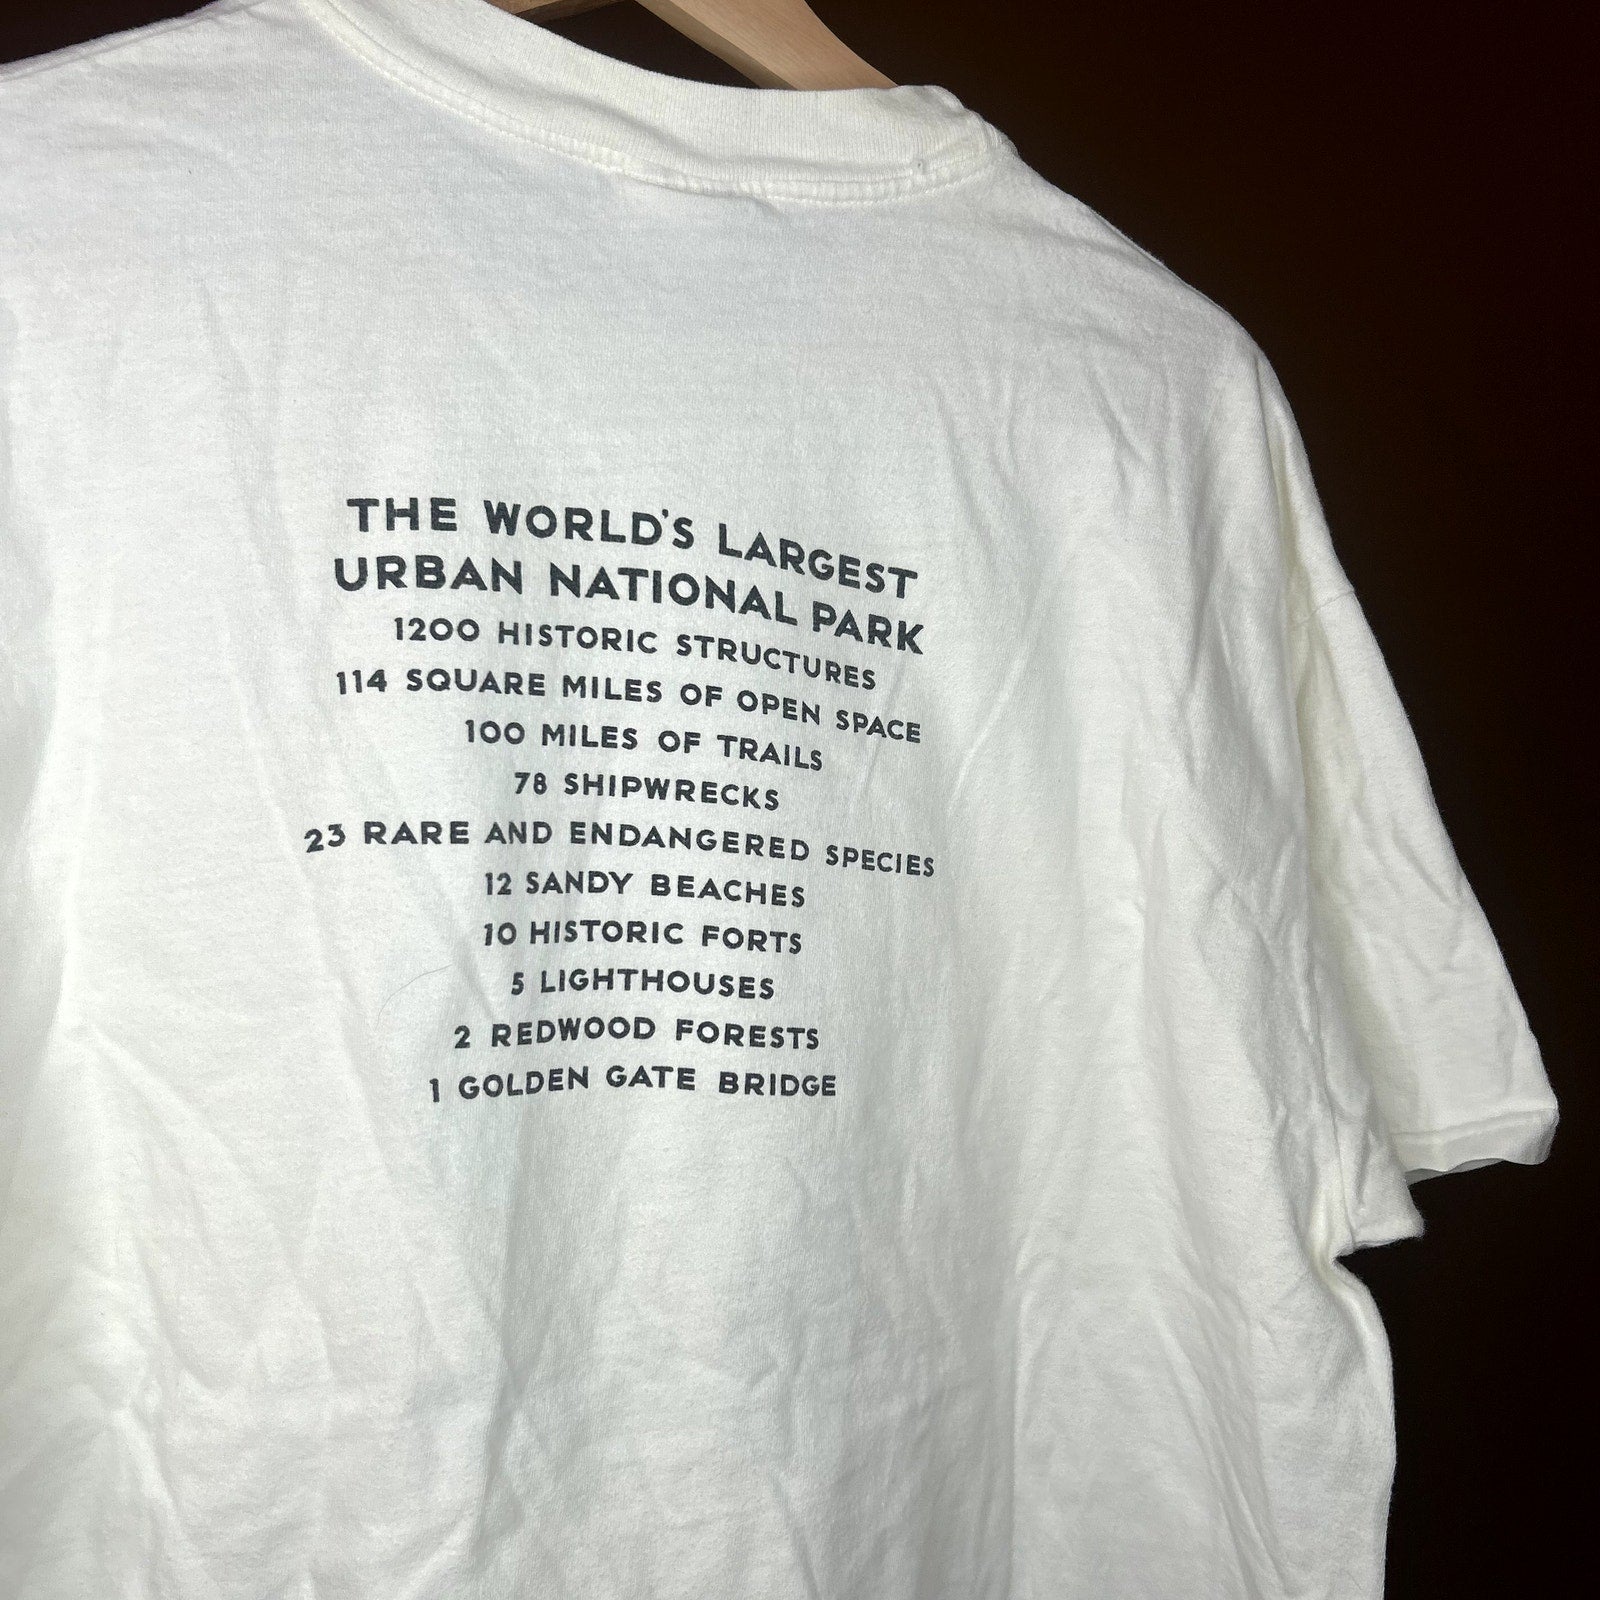 THE WORLD'S LARGEST
URBAN NATIONAL PARK
1200 HISTORIC STRUCTURES
114 SQUARE MILES OF OPEN SPACE
100 MILES OF TRAILS
78 SHIPWRECKS
23 RARE AND ENDANGERED SPECIES
12 SANDY BEACHES
10 HISTORIC FORTS
5 LIGHTHOUSES
2 REDWOOD FORESTS
1 GOLDEN GATE BRIDGE